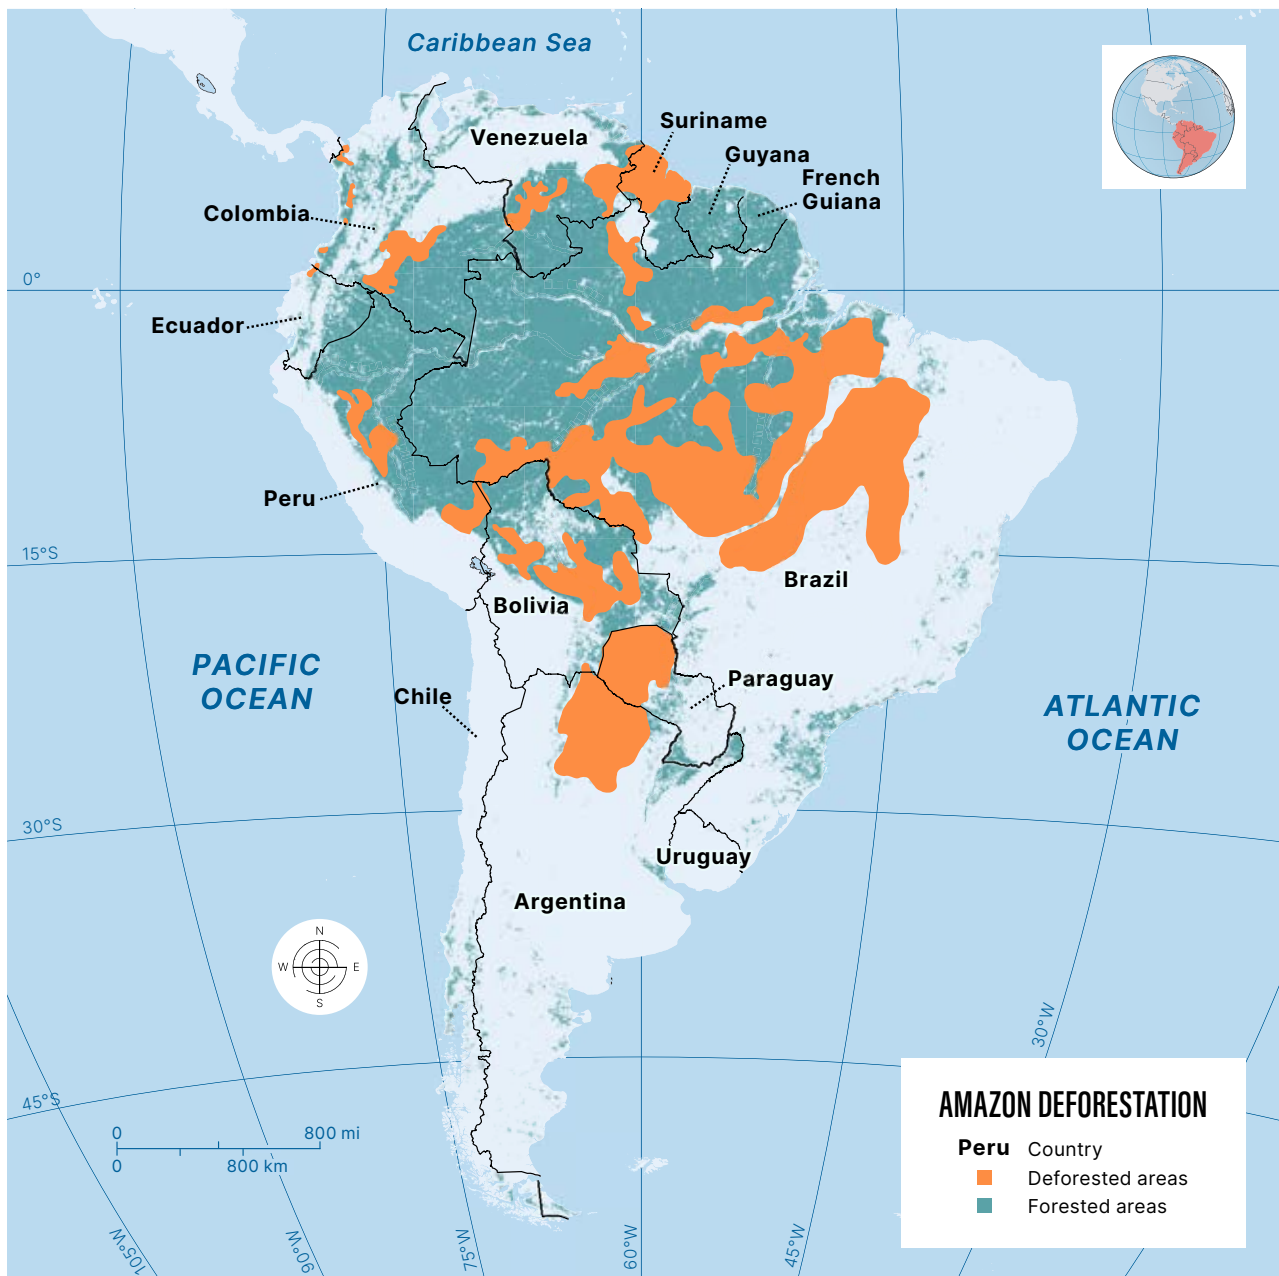 Caribbean Sea
Venezuela
Suriname
Guyana
French
Guiana
Colombia
0°
Ecuador
Peru
15°S
Brazil
Bolivia
PACIFIC
OCEAN
Chile
Paraguay
ATLANTIC
OCEAN
30°S
Uruguay
Argentina
N
W
E
S
30°W
45°S
0
800 mi
0
800 km
105°W
90°W
75°W
60°W
45°W
AMAZON DEFORESTATION
Peru Country
Deforested areas
Forested areas